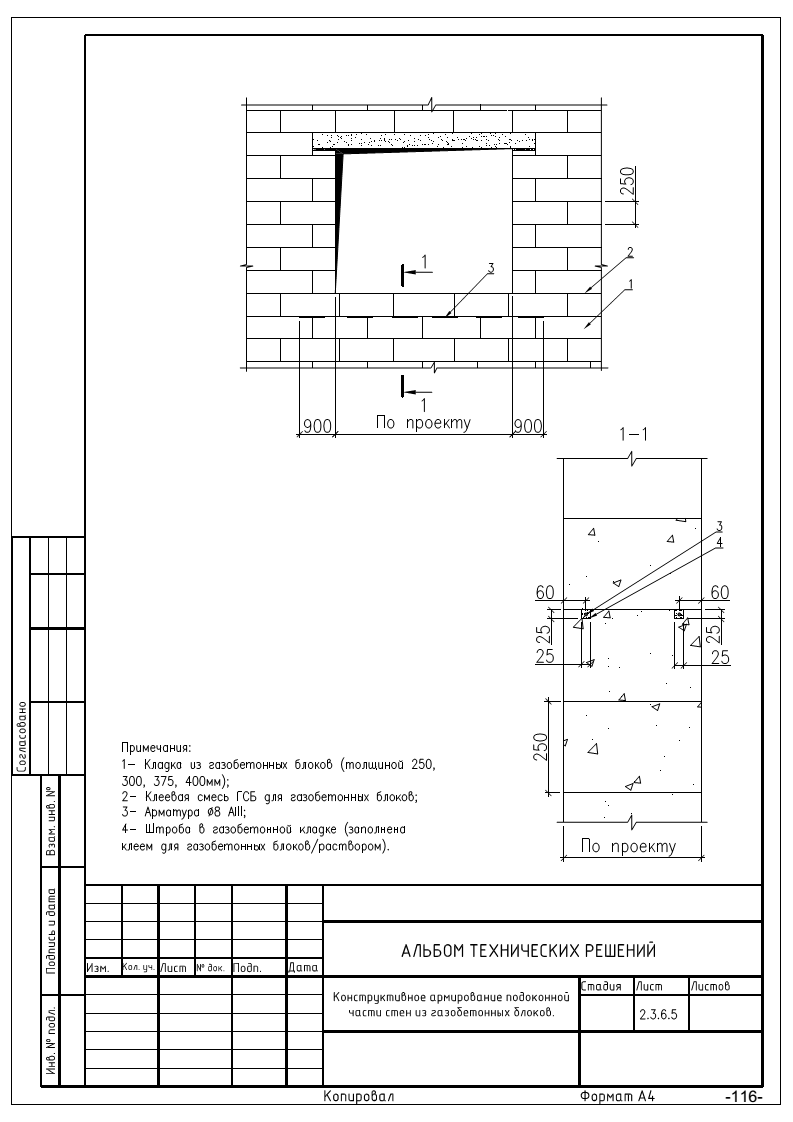 250
1
3
2
1
1
900
По проекту
900
1-1
3
4
60
60
25
25
25
25
250
По проекту
Примечания:
1- Кладка из газобетонных блоков (толщиной 250,
300, 375, 400мм);
2- Клеевая смесь ГСБ для газобетонных блоков;
3- Арматура ø8 АIII;
4- Штроба в газобетонной кладке (заполнена
клеем для газобетонных блоков/раствором).
Согласовано
Взам. инв. №
Подпись и дата
Инв. № подл.
Изм. Кол. уч. Лист № док. Подп. Дата
АЛЬБОМ ТЕХНИЧЕСКИХ РЕШЕНИЙ
Конструктивное армирование подоконной
части стен из газобетонных блоков.
Стадия Лист Листов
2.3.6.5
Копировал
Формат А4
-116-